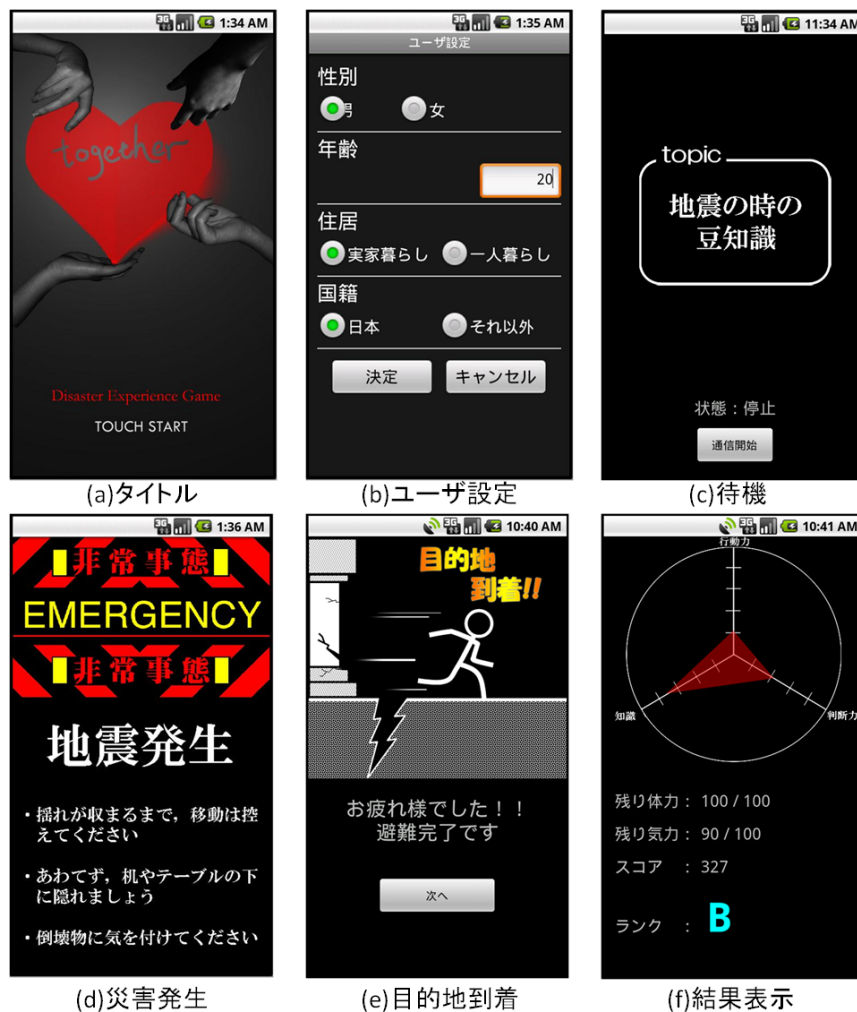 3G 1:34 AM
together
Disaster Experience Game
TOUCH START
(a)タイトル
3G 1:35 AM
ユーザ設定
性別
男 女
年齢
20
住居
実家暮らし 一人暮らし
国籍
日本 それ以外
決定 キャンセル
(b)ユーザ設定
3G 11:34 AM
topic
地震の時の
豆知識
状態：停止
通信開始
(c)待機
3G 1:36 AM
非常事態
EMERGENCY
非常事態
地震発生
・揺れが収まるまで，移動は控
えてください
・あわてず，机やテーブルの下
に隠れましょう
・倒壊物に気を付けてください
(d)災害発生
3G 10:40 AM
目的地
到着!!
お疲れ様でした！！
避難完了です
次へ
(e)目的地到着
3G 10:41 AM
行動力
知識 判断力
残り体力： 100 / 100
残り気力： 90 / 100
スコア ： 327
ランク ： B
(f)結果表示